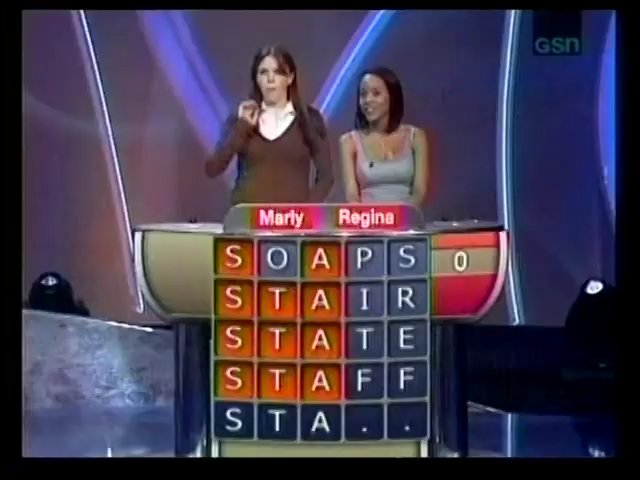 GSN
Marly Regina
SOAPS 0
STAIR
STATE
STAFF
STA..